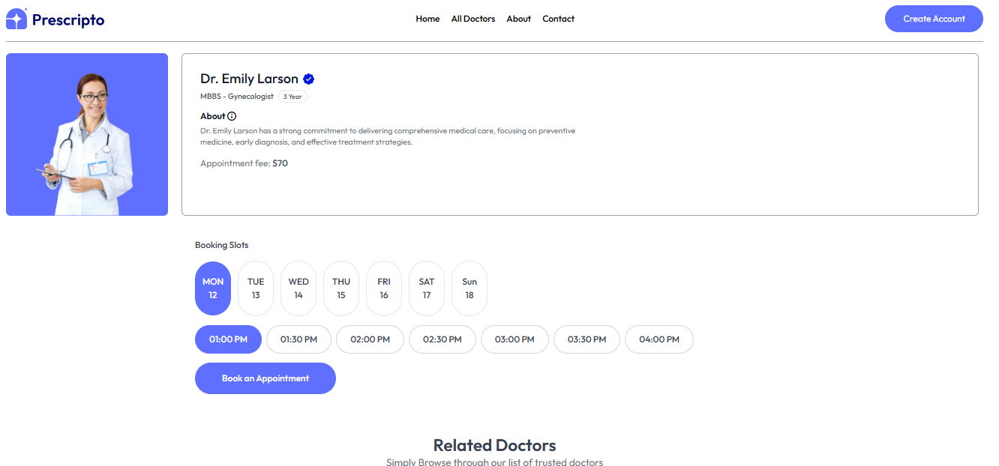 Prescripto
Home All Doctors About Contact
Create Account
Dr. Emily Larson
MBBS - Gynecologist 3 Year
About
Dr. Emily Larson has a strong commitment to delivering comprehensive medical care, focusing on preventive
medicine, early diagnosis, and effective treatment strategies.
Appointment fee: $70
Booking Slots
MON TUE WED THU FRI SAT Sun
12 13 14 15 16 17 18
01:00 PM 01:30 PM 02:00 PM 02:30 PM 03:00 PM 03:30 PM 04:00 PM
Book an Appointment
Related Doctors
Simply Browse through our list of trusted doctors